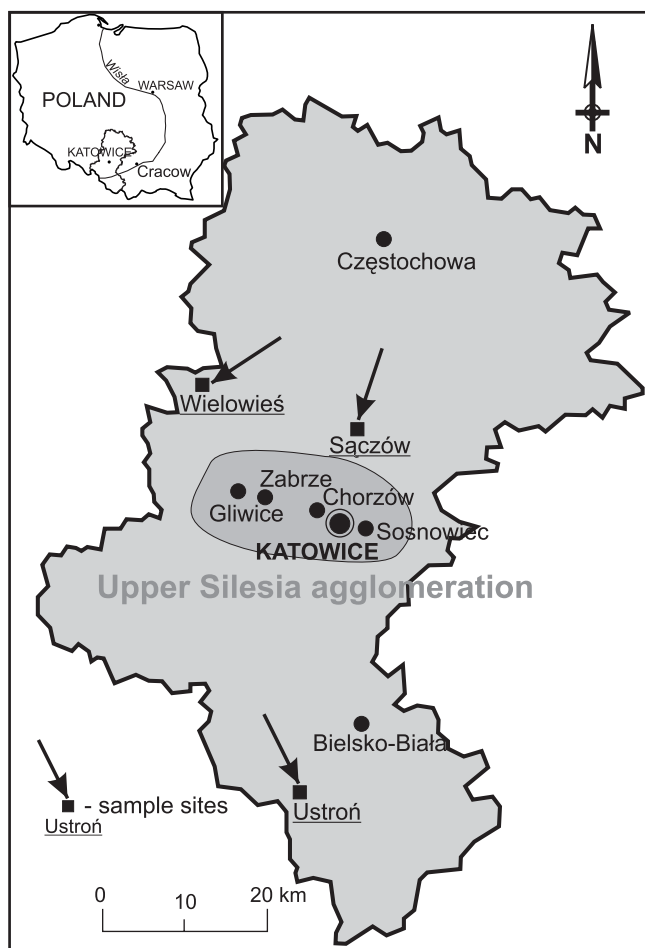 Wisła
WARSAW
POLAND
KATOWICE
Cracow
N
Częstochowa
Wielowieś
Sączów
Zabrze
Chorzów
Gliwice
Sosnowiec
KATOWICE
Upper Silesia agglomeration
Bielsko-Biała
Ustroń
- sample sites
Ustroń
0 10 20 km